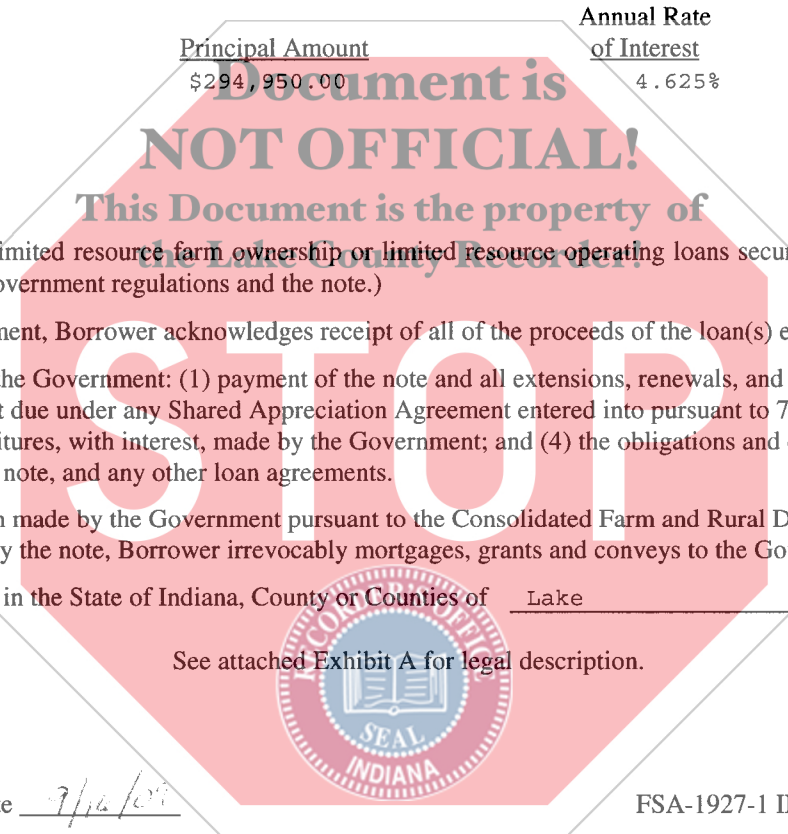 Annual Rate
Principal Amount of Interest
$294,950.00 4.625%
Document is
NOT OFFICIAL!
This Document is the property of
the Lake County Recorder!
imited resource farm ownership or limited resource operating loans secur
overnment regulations and the note.)
nent, Borrower acknowledges receipt of all of the proceeds of the loan(s) e
he Government: (1) payment of the note and all extensions, renewals, and
t due under any Shared Appreciation Agreement entered into pursuant to 7
itures, with interest, made by the Government; and (4) the obligations and
note, and any other loan agreements.
STOP
n made by the Government pursuant to the Consolidated Farm and Rural D
y the note, Borrower irrevocably mortgages, grants and conveys to the Go
in the State of Indiana, County or Counties of Lake
See attached Exhibit A for legal description.
RECORDER'S OFFICE
SEAL
INDIANA
te
FSA-1927-1 I